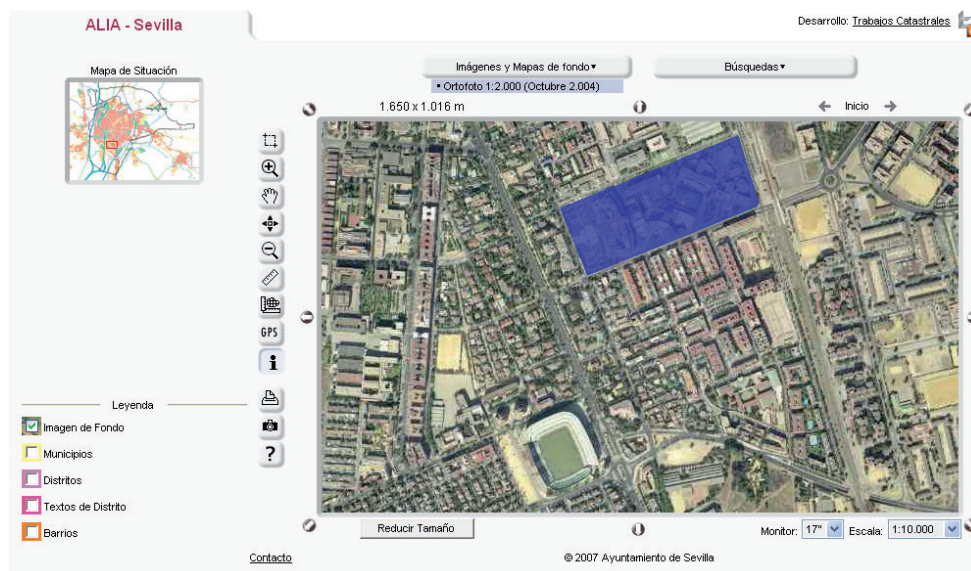 ALIA - Sevilla
Desarrollo: Trabajos Catastrales
Mapa de Situación
Imágenes y Mapas de fondo▾
Búsquedas▾
• Ortofoto 1:2.000 (Octubre 2.004)
1.650 x 1.016 m
Inicio
GPS
i
?
Leyenda
Imagen de Fondo
Municipios
Distritos
Textos de Distrito
Barrios
Reducir Tamaño
Monitor: 17" Escala: 1:10.000
Contacto
© 2007 Ayuntamiento de Sevilla